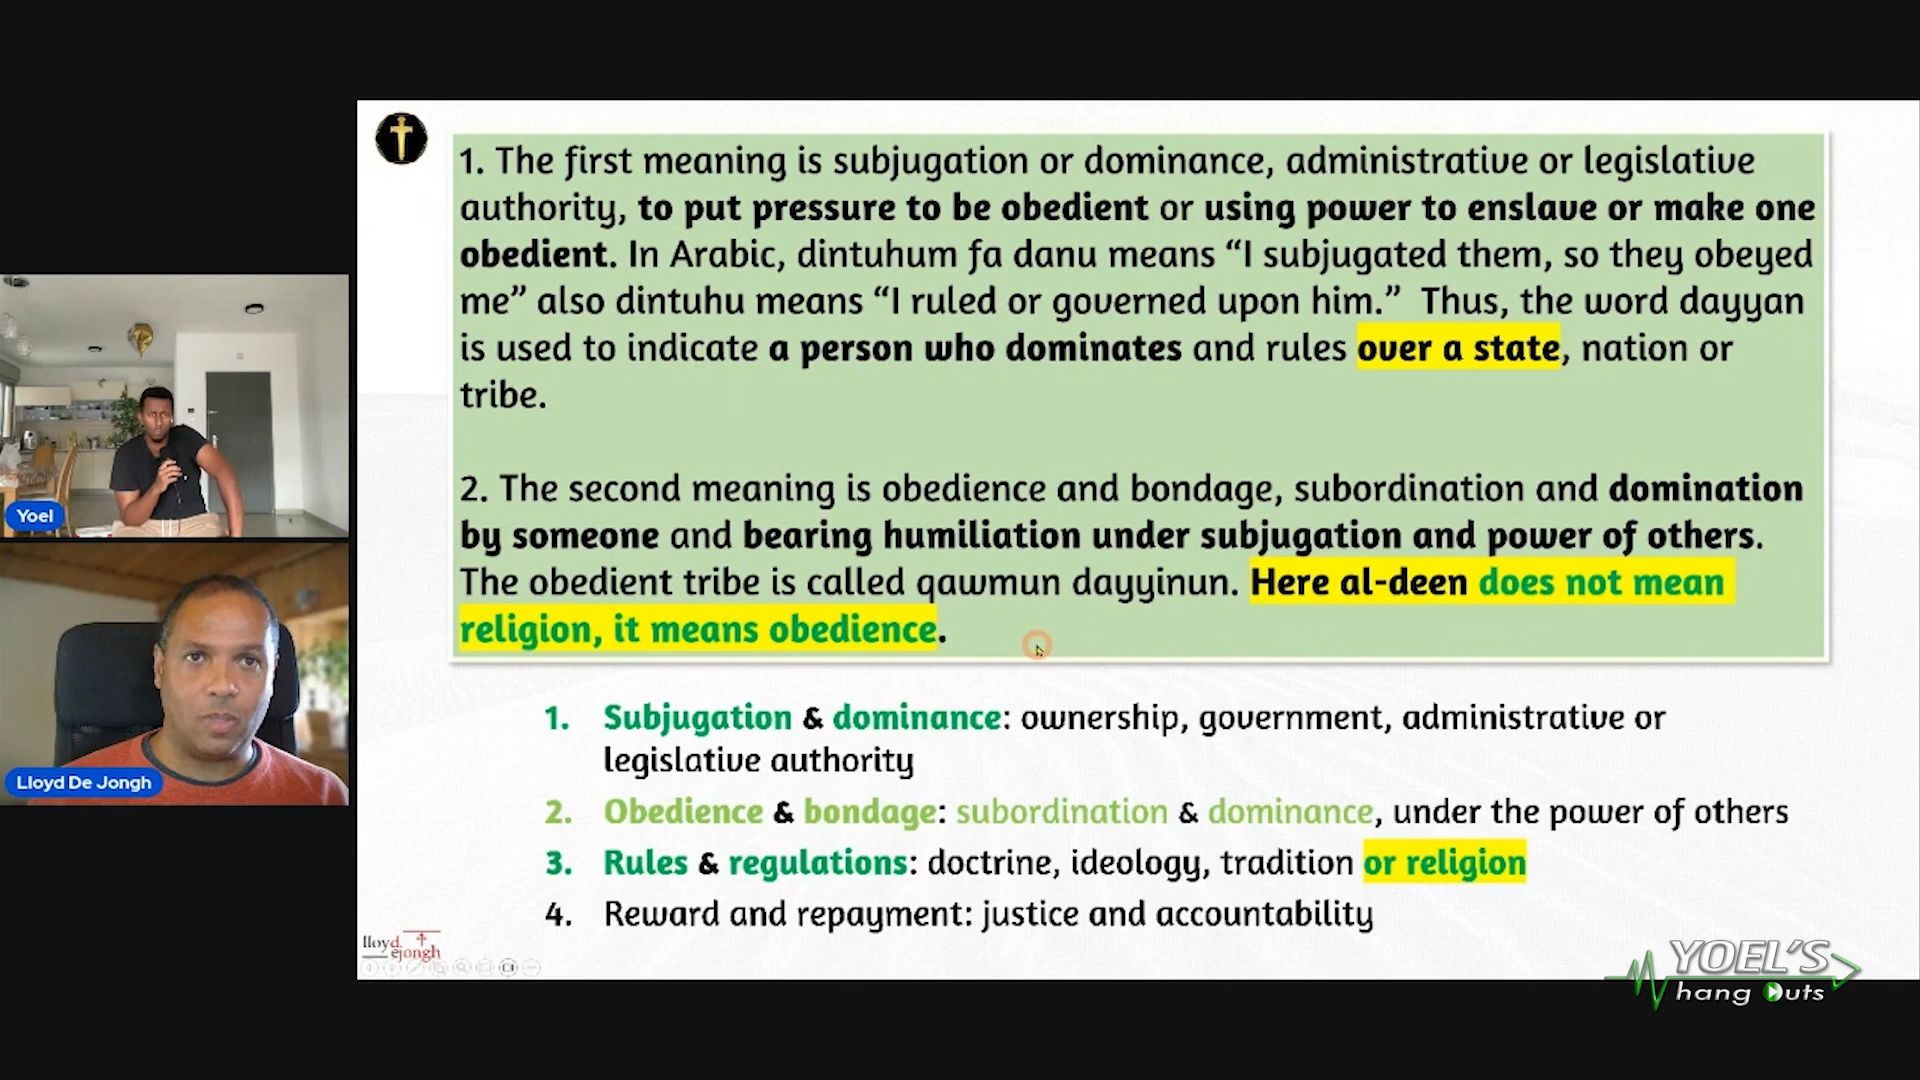 1. The first meaning is subjugation or dominance, administrative or legislative
authority, to put pressure to be obedient or using power to enslave or make one
obedient. In Arabic, dintuhum fa danu means “I subjugated them, so they obeyed
me” also dintuhu means “I ruled or governed upon him.” Thus, the word dayyan
is used to indicate a person who dominates and rules over a state, nation or
tribe.
2. The second meaning is obedience and bondage, subordination and domination
by someone and bearing humiliation under subjugation and power of others.
The obedient tribe is called qawmun dayyinun. Here al-deen does not mean
religion, it means obedience.
1. Subjugation & dominance: ownership, government, administrative or
legislative authority
2. Obedience & bondage: subordination & dominance, under the power of others
3. Rules & regulations: doctrine, ideology, tradition or religion
4. Reward and repayment: justice and accountability
Yoel
Lloyd De Jongh
lloyd.
ejongh
YOEL'S
hang Outs